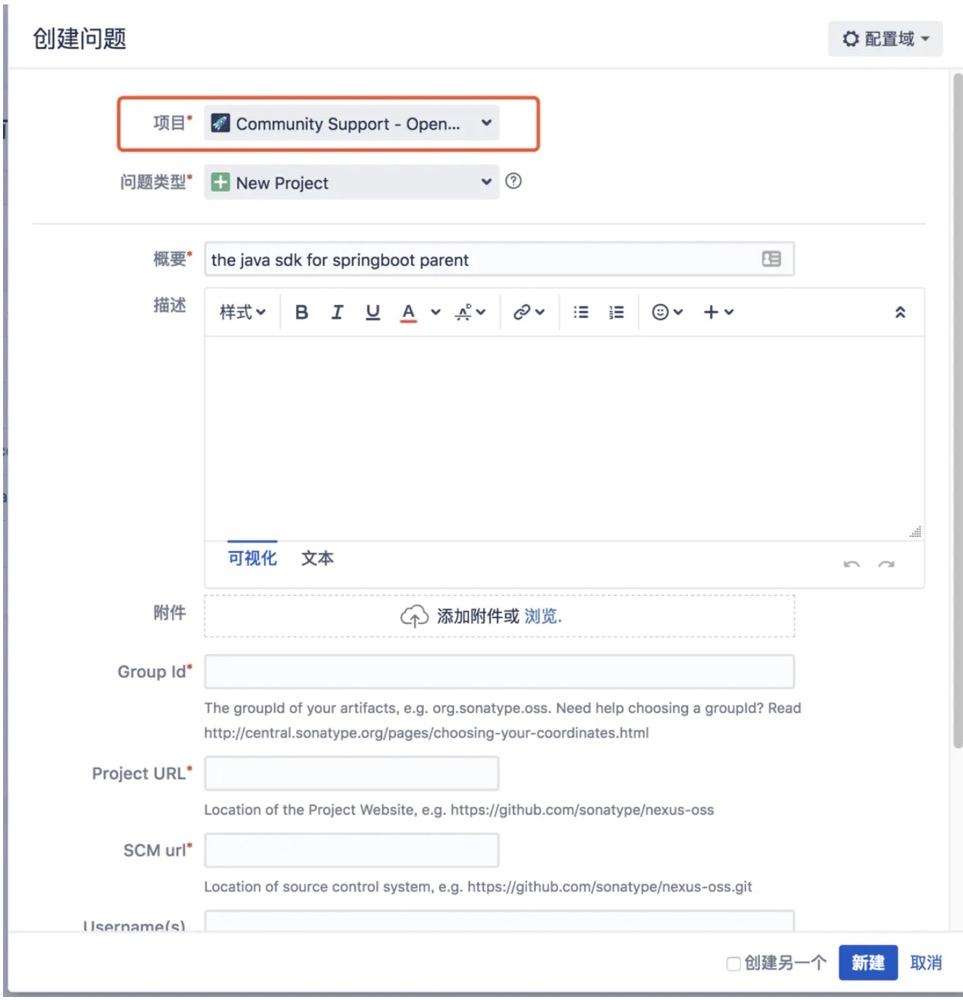 创建问题
配置域
项目*
Community Support - Open...
问题类型*
New Project
概要*
the java sdk for springboot parent
描述
样式 B I U A
可视化 文本
附件
添加附件或 浏览.
Group Id*
The groupId of your artifacts, e.g. org.sonatype.oss. Need help choosing a groupId? Read
http://central.sonatype.org/pages/choosing-your-coordinates.html
Project URL*
Location of the Project Website, e.g. https://github.com/sonatype/nexus-oss
SCM url*
Location of source control system, e.g. https://github.com/sonatype/nexus-oss.git
Username(s)
创建另一个 新建 取消